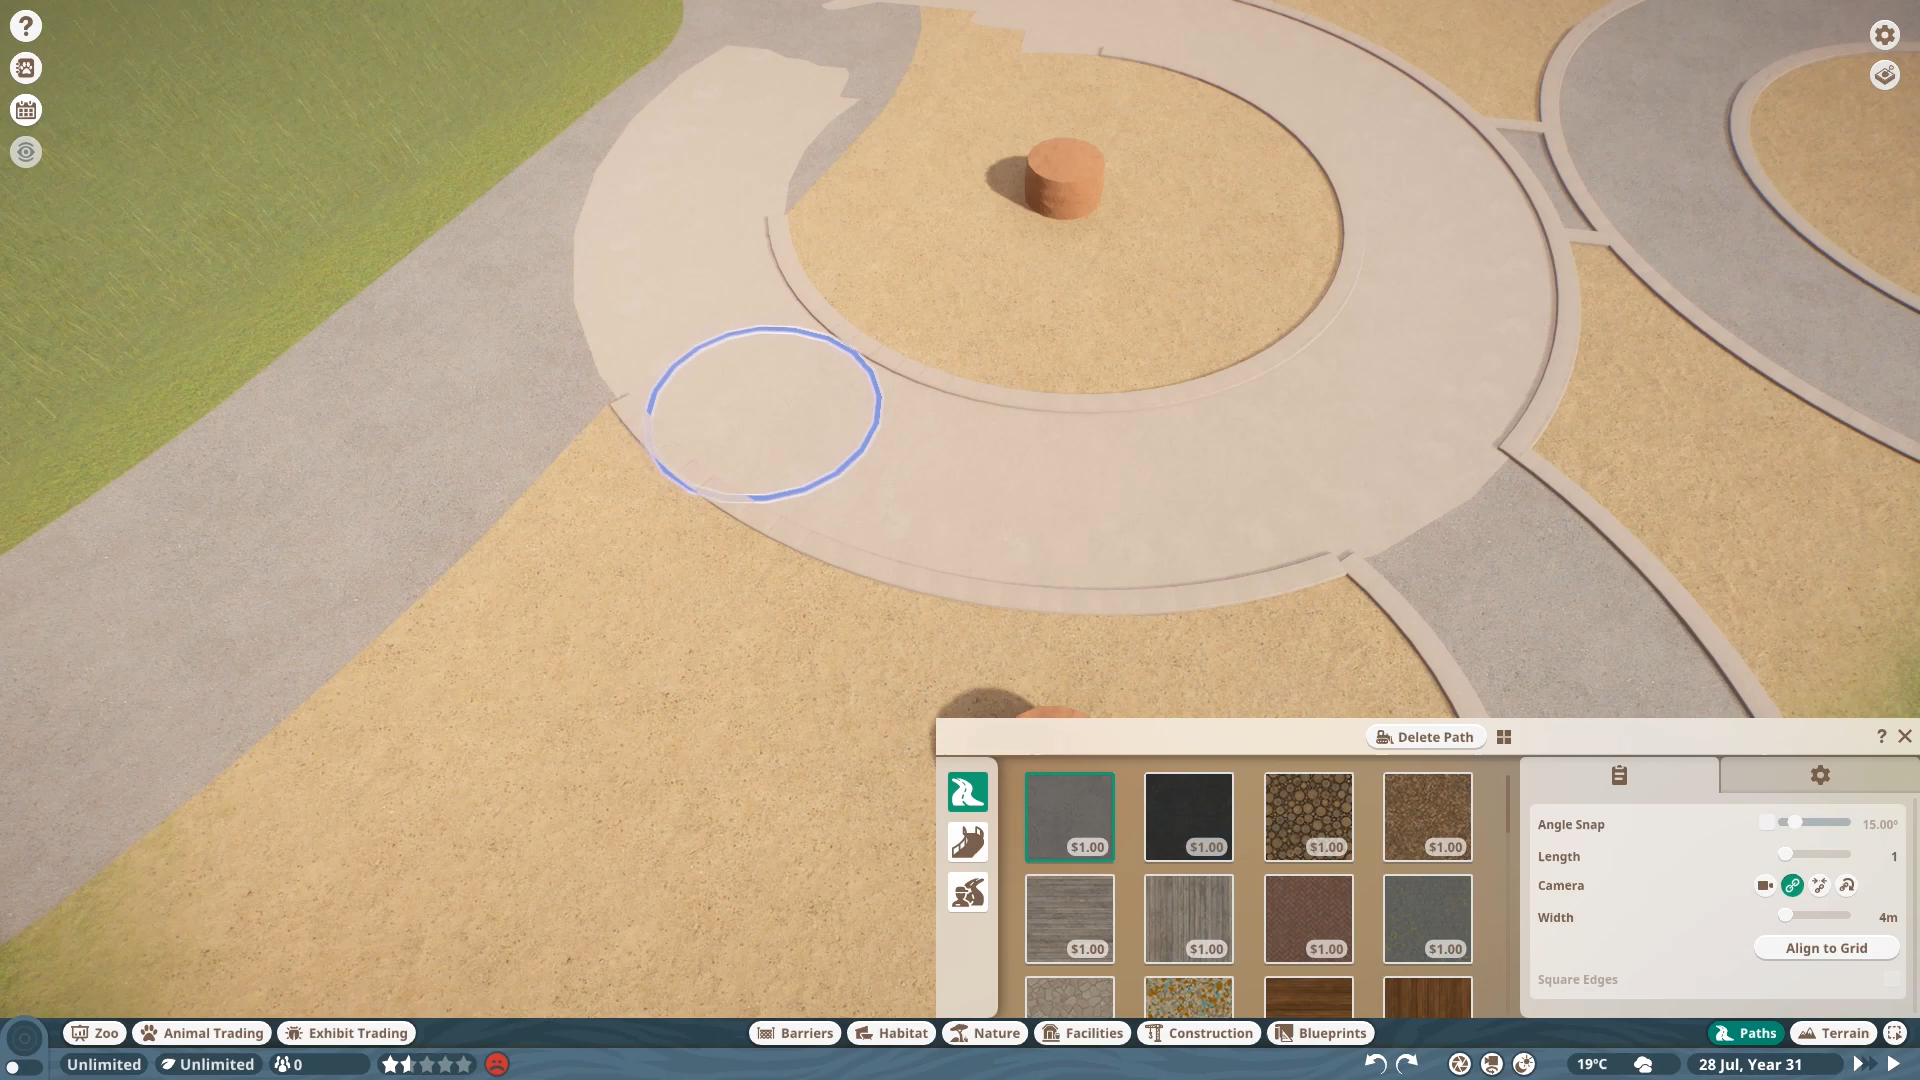 ?
Delete Path
?
$1.00 $1.00 $1.00 $1.00
$1.00 $1.00 $1.00 $1.00
Angle Snap 15.00°
Length 1
Camera
Width 4m
Align to Grid
Square Edges
Zoo Animal Trading Exhibit Trading Barriers Habitat Nature Facilities Construction Blueprints Paths Terrain
Unlimited Unlimited 0 19°C 28 Jul, Year 31